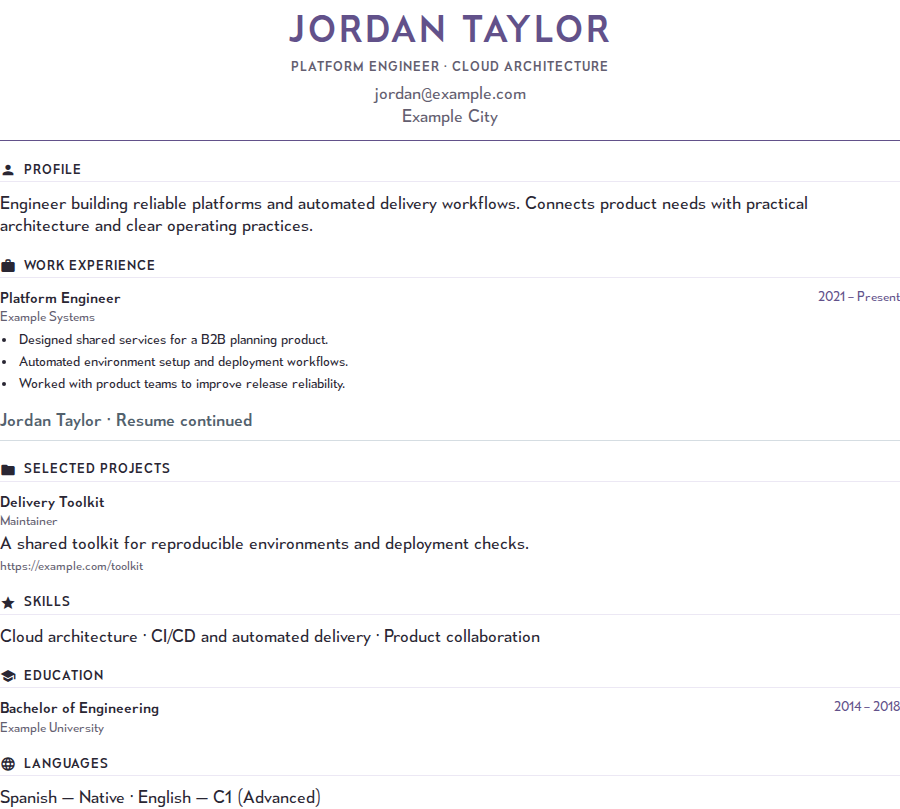 JORDAN TAYLOR
PLATFORM ENGINEER · CLOUD ARCHITECTURE
jordan@example.com
Example City
PROFILE
Engineer building reliable platforms and automated delivery workflows. Connects product needs with practical
architecture and clear operating practices.
WORK EXPERIENCE
Platform Engineer 2021 – Present
Example Systems
• Designed shared services for a B2B planning product.
• Automated environment setup and deployment workflows.
• Worked with product teams to improve release reliability.
Jordan Taylor · Resume continued
SELECTED PROJECTS
Delivery Toolkit
Maintainer
A shared toolkit for reproducible environments and deployment checks.
https://example.com/toolkit
SKILLS
Cloud architecture · CI/CD and automated delivery · Product collaboration
EDUCATION
Bachelor of Engineering 2014 – 2018
Example University
LANGUAGES
Spanish — Native · English — C1 (Advanced)